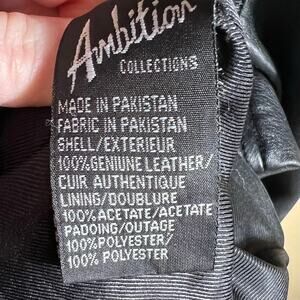 Ambition
COLLECTIONS
MADE IN PAKISTAN
FABRIC IN PAKISTAN
SHELL/EXTERIEUR
100%GENIUNE LEATHER/
CUIR AUTHENTIQUE
LINING/DOUBLURE
100%ACETATE/ACETATE
PADDING/OUTAGE
100%POLYESTER/
100% POLYESTER